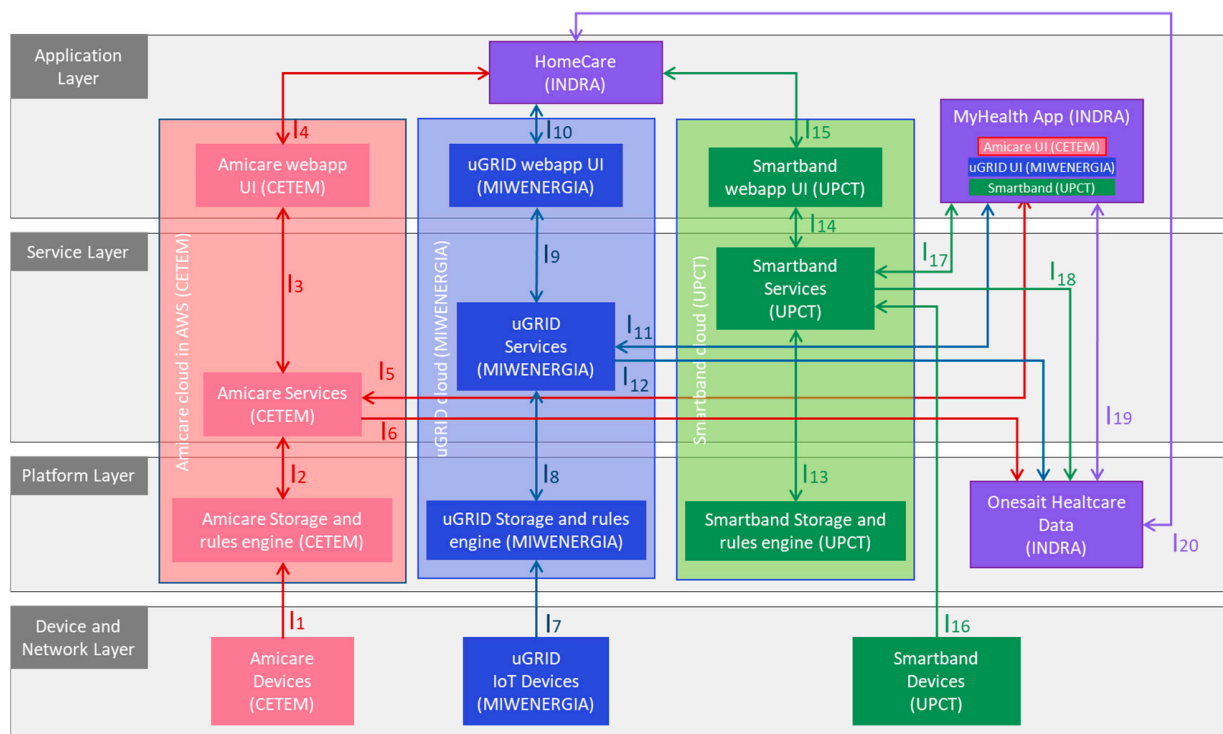 Application
Layer
HomeCare
(INDRA)
I4
I10
I15
MyHealth App (INDRA)
Amicare UI (CETEM)
uGRID UI (MIWENERGIA)
Smartband (UPCT)
Amicare webapp
UI (CETEM)
uGRID webapp UI
(MIWENERGIA)
Smartband
webapp UI (UPCT)
Service Layer
Amicare cloud in AWS (CETEM)
uGRID cloud (MIWENERGIA)
Smartband cloud (UPCT)
I3
I9
I14
I17
I18
Smartband
Services
(UPCT)
uGRID
Services
(MIWENERGIA)
I11
I12
Amicare Services
(CETEM)
I5
I6
I19
Platform Layer
I2
I8
I13
Amicare Storage and
rules engine (CETEM)
uGRID Storage and rules
engine (MIWENERGIA)
Smartband Storage and
rules engine (UPCT)
Onesait Healtcare
Data
(INDRA)
I20
Device and
Network Layer
I1
I7
I16
Amicare
Devices
(CETEM)
uGRID
IoT Devices
(MIWENERGIA)
Smartband
Devices
(UPCT)